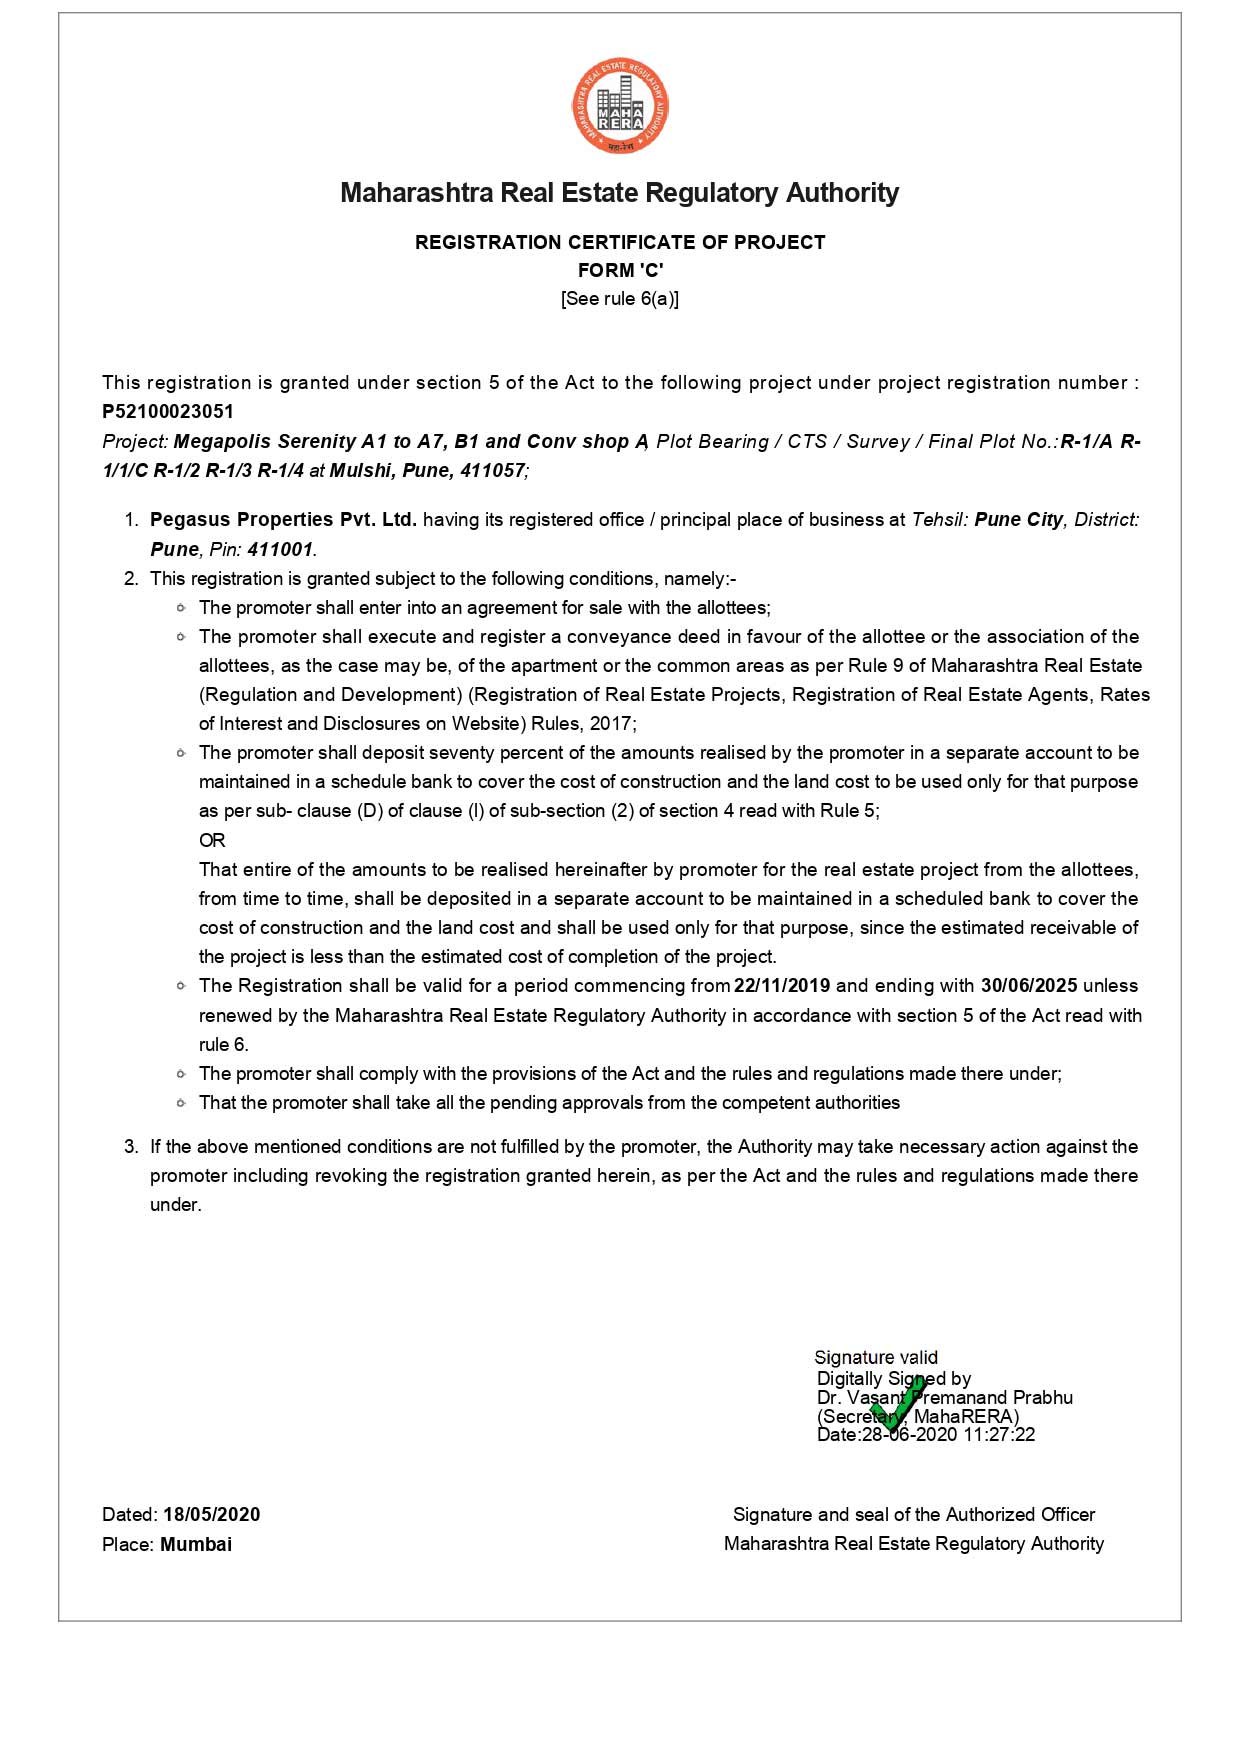 MAHARASHTRA REAL ESTATE REGULATORY AUTHORITY
MAHA
RERA
महा-रेरा
Maharashtra Real Estate Regulatory Authority
REGISTRATION CERTIFICATE OF PROJECT
FORM 'C'
[See rule 6(a)]
This registration is granted under section 5 of the Act to the following project under project registration number :
P52100023051
Project: Megapolis Serenity A1 to A7, B1 and Conv shop A, Plot Bearing / CTS / Survey / Final Plot No.:R-1/A R-
1/1/C R-1/2 R-1/3 R-1/4 at Mulshi, Pune, 411057;
1. Pegasus Properties Pvt. Ltd. having its registered office / principal place of business at Tehsil: Pune City, District:
Pune, Pin: 411001.
2. This registration is granted subject to the following conditions, namely:-
The promoter shall enter into an agreement for sale with the allottees;
The promoter shall execute and register a conveyance deed in favour of the allottee or the association of the
allottees, as the case may be, of the apartment or the common areas as per Rule 9 of Maharashtra Real Estate
(Regulation and Development) (Registration of Real Estate Projects, Registration of Real Estate Agents, Rates
of Interest and Disclosures on Website) Rules, 2017;
The promoter shall deposit seventy percent of the amounts realised by the promoter in a separate account to be
maintained in a schedule bank to cover the cost of construction and the land cost to be used only for that purpose
as per sub- clause (D) of clause (l) of sub-section (2) of section 4 read with Rule 5;
OR
That entire of the amounts to be realised hereinafter by promoter for the real estate project from the allottees,
from time to time, shall be deposited in a separate account to be maintained in a scheduled bank to cover the
cost of construction and the land cost and shall be used only for that purpose, since the estimated receivable of
the project is less than the estimated cost of completion of the project.
The Registration shall be valid for a period commencing from 22/11/2019 and ending with 30/06/2025 unless
renewed by the Maharashtra Real Estate Regulatory Authority in accordance with section 5 of the Act read with
rule 6.
The promoter shall comply with the provisions of the Act and the rules and regulations made there under;
That the promoter shall take all the pending approvals from the competent authorities
3. If the above mentioned conditions are not fulfilled by the promoter, the Authority may take necessary action against the
promoter including revoking the registration granted herein, as per the Act and the rules and regulations made there
under.
Signature valid
Digitally Signed by
Dr. Vasant Premanand Prabhu
(Secretary, MahaRERA)
Date:28-06-2020 11:27:22
Dated: 18/05/2020
Place: Mumbai
Signature and seal of the Authorized Officer
Maharashtra Real Estate Regulatory Authority